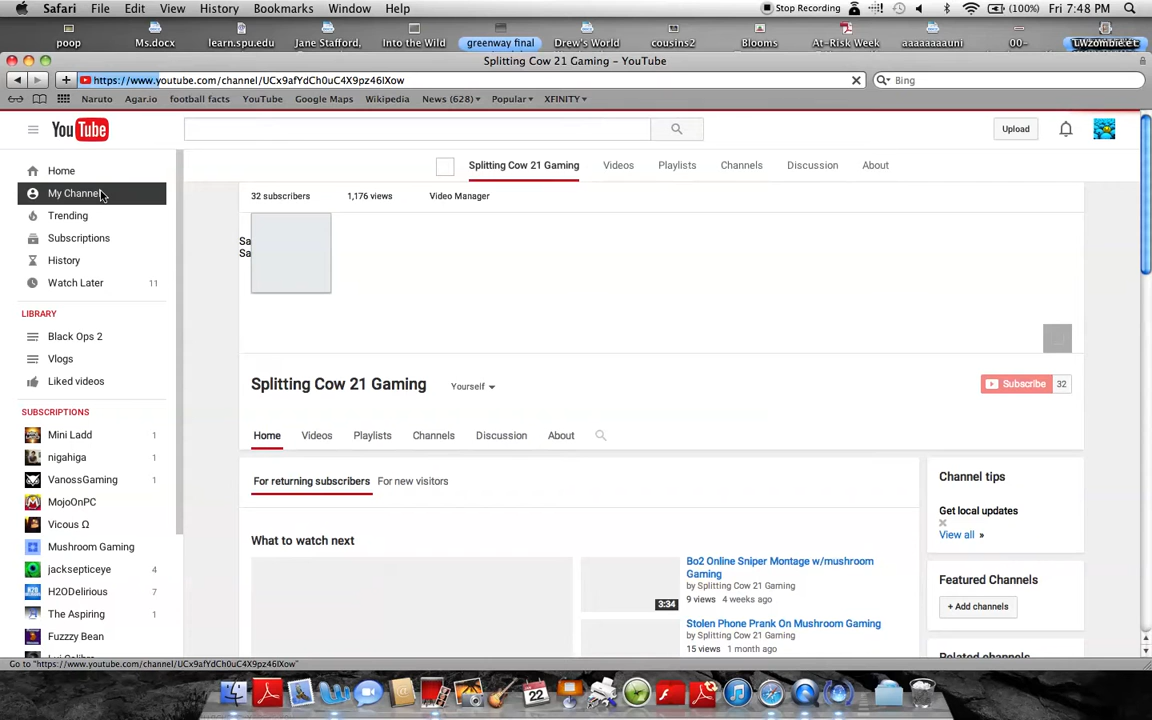 Safari File Edit View History Bookmarks Window Help Stop Recording (100%) Fri 7:48 PM
poop Ms.docx learn.spu.edu Jane Stafford, Into the Wild greenway final Drew's World cousins2 Blooms At-Risk Week aaaaaaauni 00- LWzombie.et
Splitting Cow 21 Gaming – YouTube
https://www.youtube.com/channel/UCx9afYdCh0uC4X9pz46IXow Bing
Naruto Agar.io football facts YouTube Google Maps Wikipedia News (628) Popular XFINITY
YouTube Upload
Splitting Cow 21 Gaming Videos Playlists Channels Discussion About
Home
My Channel
Trending
Subscriptions
History
Watch Later 11
LIBRARY
Black Ops 2
Vlogs
Liked videos
SUBSCRIPTIONS
Mini Ladd 1
nigahiga 1
VanossGaming 1
MojoOnPC
Vicous Ω
Mushroom Gaming
jacksepticeye 4
H2ODelirious 7
The Aspiring 1
Fuzzzy Bean
32 subscribers 1,176 views Video Manager
Sa
Sa
Splitting Cow 21 Gaming Yourself Subscribe 32
Home Videos Playlists Channels Discussion About
For returning subscribers For new visitors
What to watch next
Bo2 Online Sniper Montage w/mushroom
Gaming
by Splitting Cow 21 Gaming
9 views 4 weeks ago
3:34
Stolen Phone Prank On Mushroom Gaming
by Splitting Cow 21 Gaming
15 views 1 month ago
Channel tips
Get local updates
View all »
Featured Channels
+ Add channels
Related channels
Go to "https://www.youtube.com/channel/UCx9afYdCh0uC4X9pz46IXow"
22